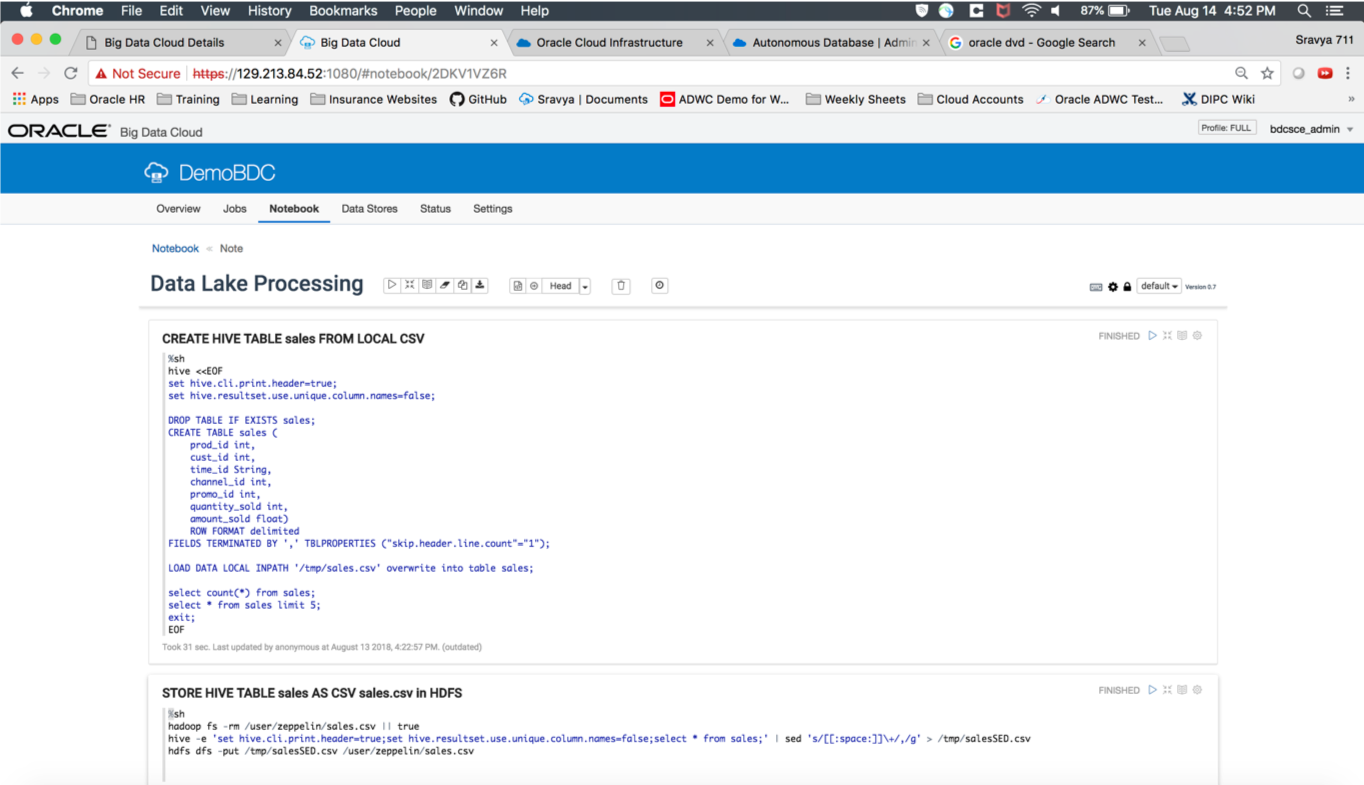 Chrome File Edit View History Bookmarks People Window Help 87% Tue Aug 14 4:52 PM
Big Data Cloud Details Big Data Cloud Oracle Cloud Infrastructure Autonomous Database | Admin oracle dvd - Google Search Sravya 711
Not Secure https://129.213.84.52:1080/#notebook/2DKV1VZ6R
Apps Oracle HR Training Learning Insurance Websites GitHub Sravya | Documents ADWC Demo for W... Weekly Sheets Cloud Accounts Oracle ADWC Test... DIPC Wiki »
ORACLE Big Data Cloud Profile: FULL bdcsce_admin
DemoBDC
Overview Jobs Notebook Data Stores Status Settings
Notebook < Note
Data Lake Processing Head default Version 0.7
CREATE HIVE TABLE sales FROM LOCAL CSV FINISHED
%sh
hive <<EOF
set hive.cli.print.header=true;
set hive.resultset.use.unique.column.names=false;
DROP TABLE IF EXISTS sales;
CREATE TABLE sales (
prod_id int,
cust_id int,
time_id String,
channel_id int,
promo_id int,
quantity_sold int,
amount_sold float)
ROW FORMAT delimited
FIELDS TERMINATED BY ',' TBLPROPERTIES ("skip.header.line.count"="1");
LOAD DATA LOCAL INPATH '/tmp/sales.csv' overwrite into table sales;
select count(*) from sales;
select * from sales limit 5;
exit;
EOF
Took 31 sec. Last updated by anonymous at August 13 2018, 4:22:57 PM. (outdated)
STORE HIVE TABLE sales AS CSV sales.csv in HDFS FINISHED
%sh
hadoop fs -rm /user/zeppelin/sales.csv || true
hive -e 'set hive.cli.print.header=true;set hive.resultset.use.unique.column.names=false;select * from sales;' | sed 's/[[:space:]]\+/,/g' > /tmp/salesSED.csv
hdfs dfs -put /tmp/salesSED.csv /user/zeppelin/sales.csv